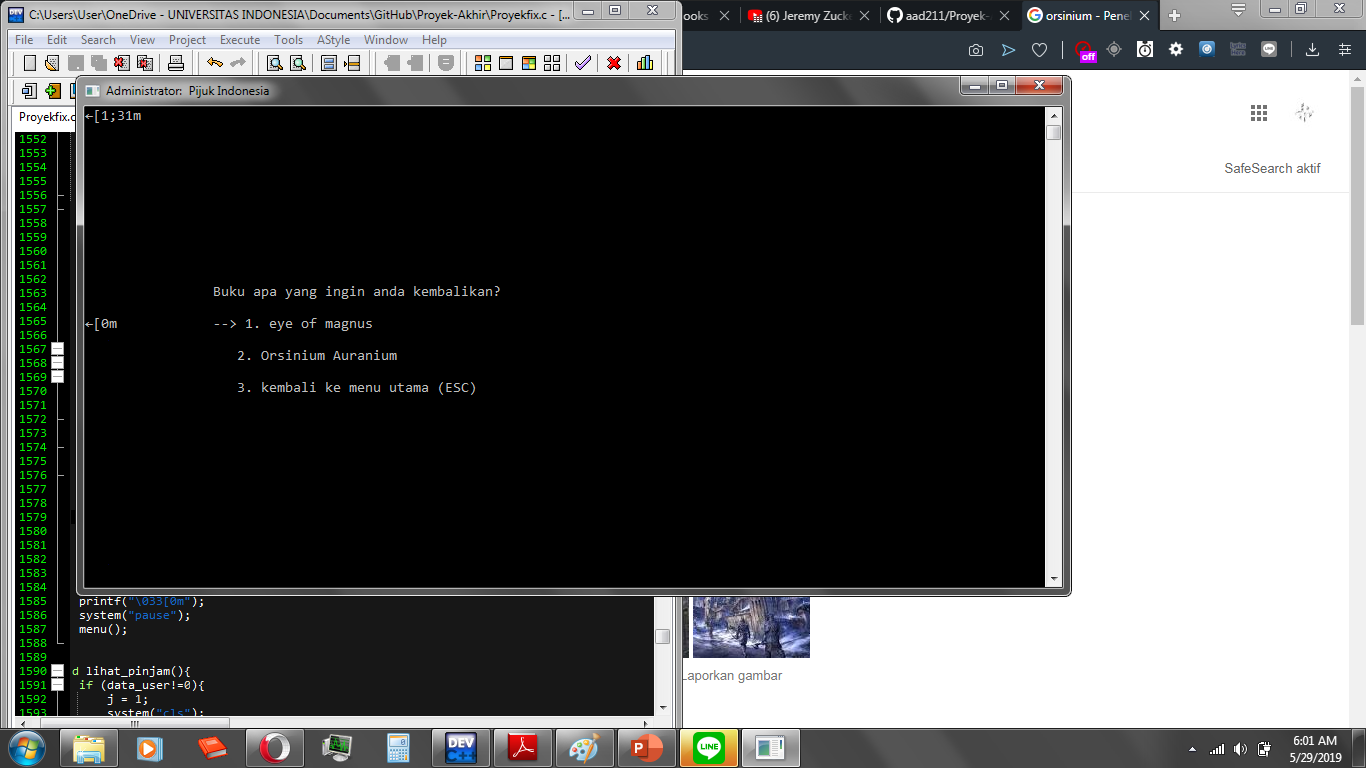 C:\Users\User\OneDrive - UNIVERSITAS INDONESIA\Documents\GitHub\Proyek-Akhir\Proyekfix.c - [...
ooks
(6) Jeremy Zucke
aad211/Proyek-
orsinium - Penel
File Edit Search View Project Execute Tools AStyle Window Help
off
Administrator: Pijuk Indonesia
Proyekfix.c
←[1;31m
SafeSearch aktif
Buku apa yang ingin anda kembalikan?
←[0m --> 1. eye of magnus
2. Orsinium Auranium
3. kembali ke menu utama (ESC)
1552
1553
1554
1555
1556
1557
1558
1559
1560
1561
1562
1563
1564
1565
1566
1567
1568
1569
1570
1571
1572
1573
1574
1575
1576
1577
1578
1579
1580
1581
1582
1583
1584
1585 printf("\033[0m");
1586 system("pause");
1587 menu();
1588
1589
1590 d lihat_pinjam(){
1591 if (data_user!=0){
1592 j = 1;
1593 system("cls");
Laporkan gambar
DEV C++
P
LINE
6:01 AM
5/29/2019